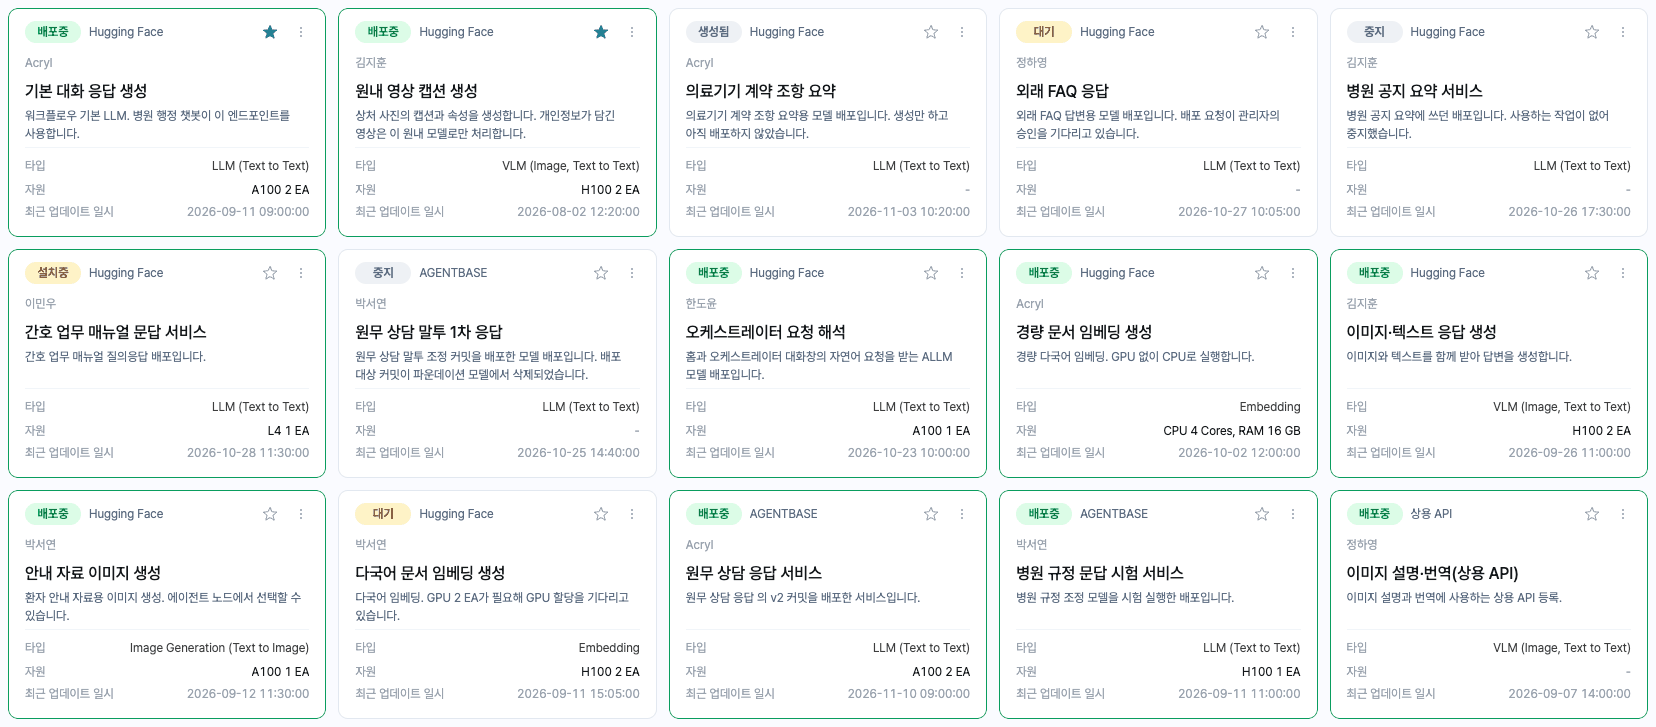 배포중 Hugging Face
Acryl
기본 대화 응답 생성
워크플로우 기본 LLM. 병원 행정 챗봇이 이 엔드포인트를
사용합니다.
타입 LLM (Text to Text)
자원 A100 2 EA
최근 업데이트 일시 2026-09-11 09:00:00
배포중 Hugging Face
김지훈
원내 영상 캡션 생성
상처 사진의 캡션과 속성을 생성합니다. 개인정보가 담긴
영상은 이 원내 모델로만 처리합니다.
타입 VLM (Image, Text to Text)
자원 H100 2 EA
최근 업데이트 일시 2026-08-02 12:20:00
생성됨 Hugging Face
Acryl
의료기기 계약 조항 요약
의료기기 계약 조항 요약용 모델 배포입니다. 생성만 하고
아직 배포하지 않았습니다.
타입 LLM (Text to Text)
자원 -
최근 업데이트 일시 2026-11-03 10:20:00
대기 Hugging Face
정하영
외래 FAQ 응답
외래 FAQ 답변용 모델 배포입니다. 배포 요청이 관리자의
승인을 기다리고 있습니다.
타입 LLM (Text to Text)
자원 -
최근 업데이트 일시 2026-10-27 10:05:00
중지 Hugging Face
김지훈
병원 공지 요약 서비스
병원 공지 요약에 쓰던 배포입니다. 사용하는 작업이 없어
중지했습니다.
타입 LLM (Text to Text)
자원 -
최근 업데이트 일시 2026-10-26 17:30:00
설치중 Hugging Face
이민우
간호 업무 매뉴얼 문답 서비스
간호 업무 매뉴얼 질의응답 배포입니다.
타입 LLM (Text to Text)
자원 L4 1 EA
최근 업데이트 일시 2026-10-28 11:30:00
중지 AGENTBASE
박서연
원무 상담 말투 1차 응답
원무 상담 말투 조정 커밋을 배포한 모델 배포입니다. 배포
대상 커밋이 파운데이션 모델에서 삭제되었습니다.
타입 LLM (Text to Text)
자원 -
최근 업데이트 일시 2026-10-25 14:40:00
배포중 Hugging Face
한도윤
오케스트레이터 요청 해석
홈과 오케스트레이터 대화창의 자연어 요청을 받는 ALLM
모델 배포입니다.
타입 LLM (Text to Text)
자원 A100 1 EA
최근 업데이트 일시 2026-10-23 10:00:00
배포중 Hugging Face
Acryl
경량 문서 임베딩 생성
경량 다국어 임베딩. GPU 없이 CPU로 실행합니다.
타입 Embedding
자원 CPU 4 Cores, RAM 16 GB
최근 업데이트 일시 2026-10-02 12:00:00
배포중 Hugging Face
김지훈
이미지·텍스트 응답 생성
이미지와 텍스트를 함께 받아 답변을 생성합니다.
타입 VLM (Image, Text to Text)
자원 H100 2 EA
최근 업데이트 일시 2026-09-26 11:00:00
배포중 Hugging Face
박서연
안내 자료 이미지 생성
환자 안내 자료용 이미지 생성. 에이전트 노드에서 선택할 수
있습니다.
타입 Image Generation (Text to Image)
자원 A100 1 EA
최근 업데이트 일시 2026-09-12 11:30:00
대기 Hugging Face
박서연
다국어 문서 임베딩 생성
다국어 임베딩. GPU 2 EA가 필요해 GPU 할당을 기다리고
있습니다.
타입 Embedding
자원 H100 2 EA
최근 업데이트 일시 2026-09-11 15:05:00
배포중 AGENTBASE
Acryl
원무 상담 응답 서비스
원무 상담 응답 의 v2 커밋을 배포한 서비스입니다.
타입 LLM (Text to Text)
자원 A100 2 EA
최근 업데이트 일시 2026-11-10 09:00:00
배포중 AGENTBASE
박서연
병원 규정 문답 시험 서비스
병원 규정 조정 모델을 시험 실행한 배포입니다.
타입 LLM (Text to Text)
자원 H100 1 EA
최근 업데이트 일시 2026-09-11 11:00:00
배포중 상용 API
정하영
이미지 설명·번역(상용 API)
이미지 설명과 번역에 사용하는 상용 API 등록.
타입 VLM (Image, Text to Text)
자원 -
최근 업데이트 일시 2026-09-07 14:00:00